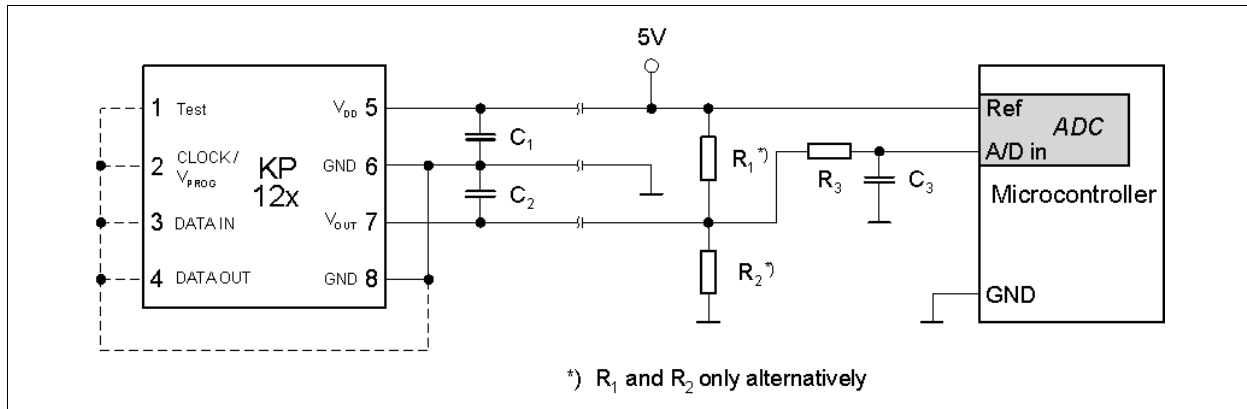 5V
1 Test
2 CLOCK / V_PROG
3 DATA IN
4 DATA OUT
KP
12x
V_DD 5
GND 6
V_OUT 7
GND 8
C_1
C_2
R_1 *)
R_2 *)
R_3
C_3
Ref
ADC
A/D in
Microcontroller
GND
*) R_1 and R_2 only alternatively